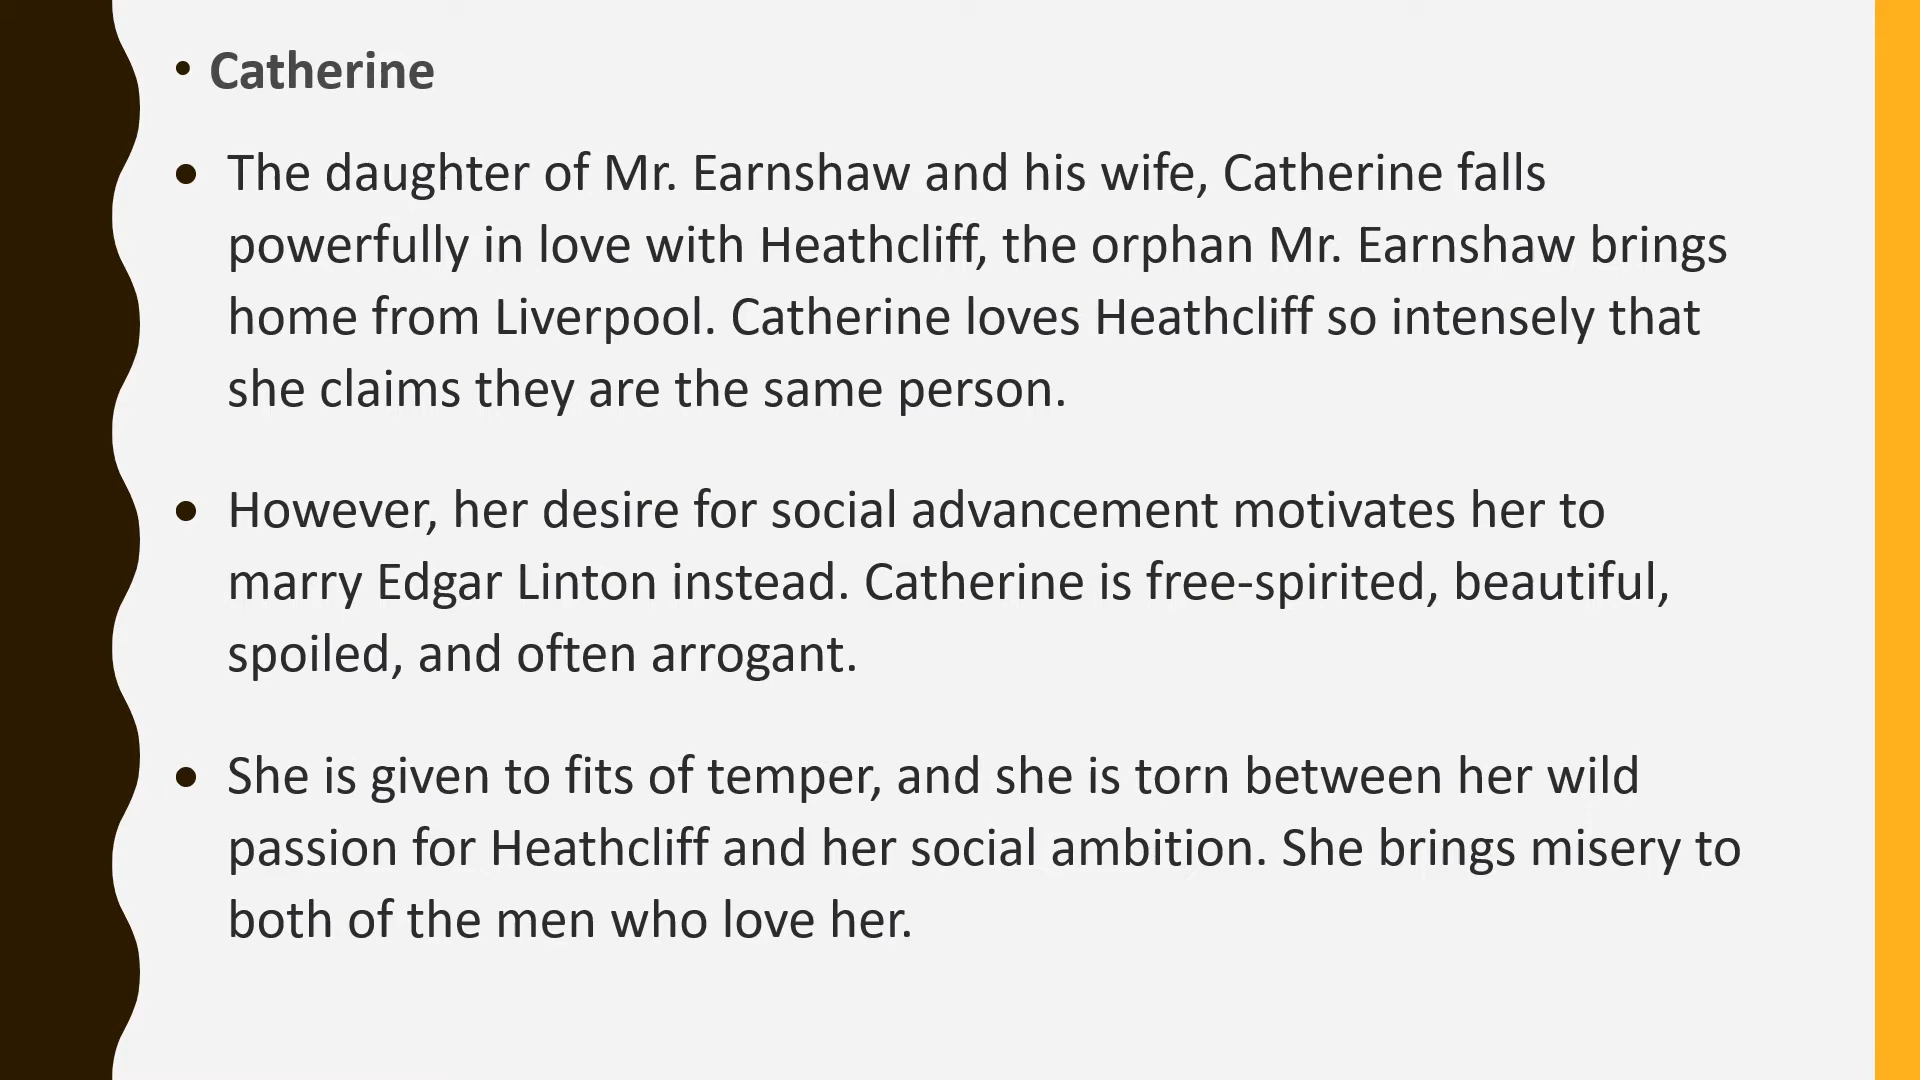 • Catherine
• The daughter of Mr. Earnshaw and his wife, Catherine falls
powerfully in love with Heathcliff, the orphan Mr. Earnshaw brings
home from Liverpool. Catherine loves Heathcliff so intensely that
she claims they are the same person.
• However, her desire for social advancement motivates her to
marry Edgar Linton instead. Catherine is free-spirited, beautiful,
spoiled, and often arrogant.
• She is given to fits of temper, and she is torn between her wild
passion for Heathcliff and her social ambition. She brings misery to
both of the men who love her.